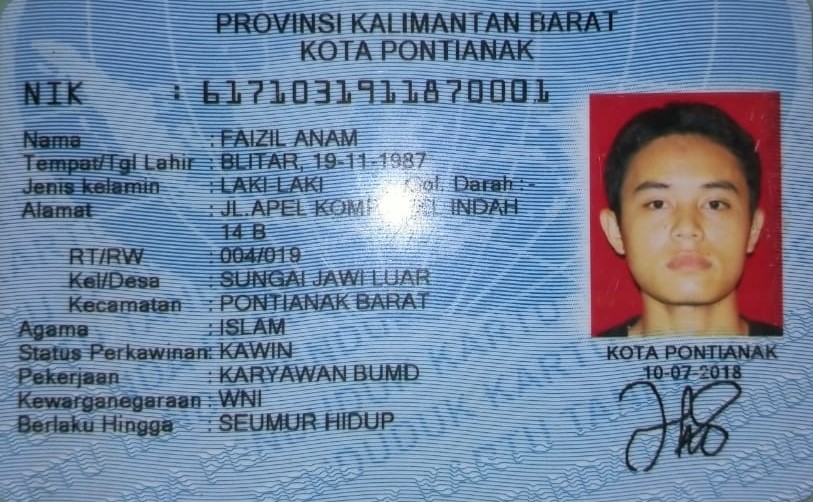 PROVINSI KALIMANTAN BARAT
KOTA PONTIANAK
NIK : 6171031911870001
Nama : FAIZIL ANAM
Tempat/Tgl Lahir : BLITAR, 19-11-1987
Jenis kelamin : LAKI-LAKI Gol. Darah : -
Alamat : JL.APEL INDAH
14 B
RT/RW : 004/019
Kel/Desa : SUNGAI JAWI LUAR
Kecamatan : PONTIANAK BARAT
Agama : ISLAM
Status Perkawinan: KAWIN
Pekerjaan : KARYAWAN BUMD
Kewarganegaraan : WNI
Berlaku Hingga : SEUMUR HIDUP
KOTA PONTIANAK
10-07-2018